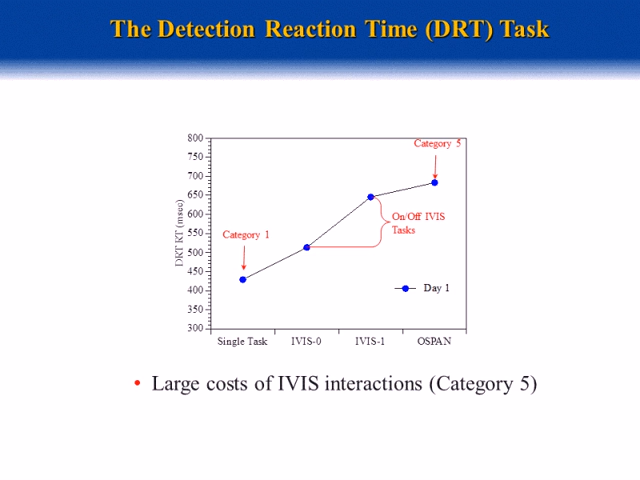 The Detection Reaction Time (DRT) Task
800
750
700
650
600
550
500
450
400
350
300
DRT RT (msec)
Category 5
Category 1
On/Off IVIS
Tasks
Day 1
Single Task
IVIS-0
IVIS-1
OSPAN
• Large costs of IVIS interactions (Category 5)